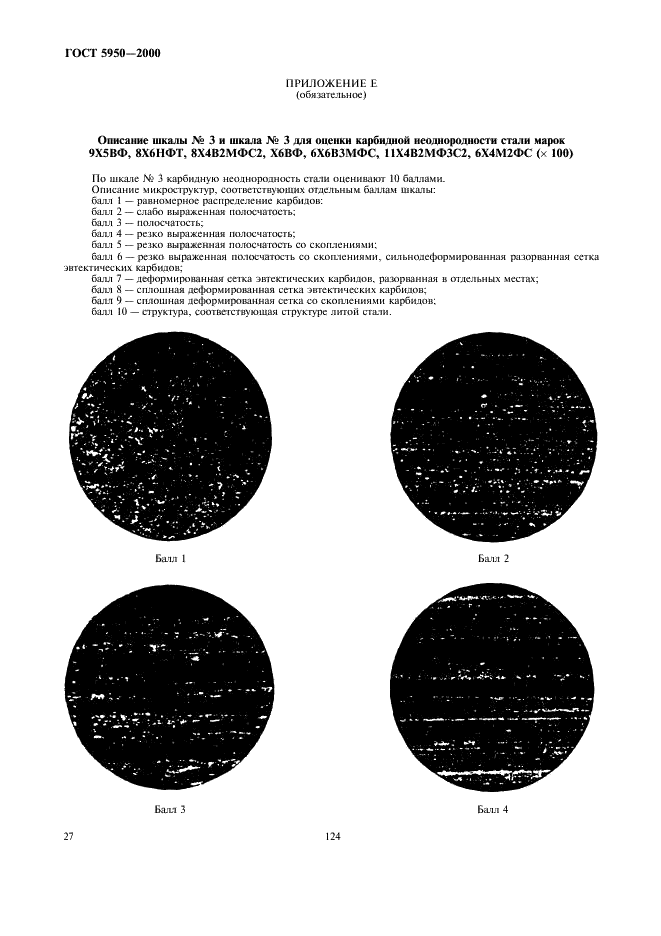 ГОСТ 5950—2000
ПРИЛОЖЕНИЕ Е
(обязательное)
Описание шкалы № 3 и шкала № 3 для оценки карбидной неоднородности стали марок
9Х5ВФ, 8Х6НФТ, 8Х4В2МФС2, Х6ВФ, 6Х6В3МФС, 11Х4В2МФ3С2, 6Х4М2ФС (× 100)
По шкале № 3 карбидную неоднородность стали оценивают 10 баллами.
Описание микроструктур, соответствующих отдельным баллам шкалы:
балл 1 — равномерное распределение карбидов:
балл 2 — слабо выраженная полосчатость;
балл 3 — полосчатость;
балл 4 — резко выраженная полосчатость;
балл 5 — резко выраженная полосчатость со скоплениями;
балл 6 — резко выраженная полосчатость со скоплениями, сильнодеформированная разорванная сетка
эвтектических карбидов;
балл 7 — деформированная сетка эвтектических карбидов, разорванная в отдельных местах;
балл 8 — сплошная деформированная сетка эвтектических карбидов;
балл 9 — сплошная деформированная сетка со скоплениями карбидов;
балл 10 — структура, соответствующая структуре литой стали.
Балл 1
Балл 2
Балл 3
Балл 4
27
124